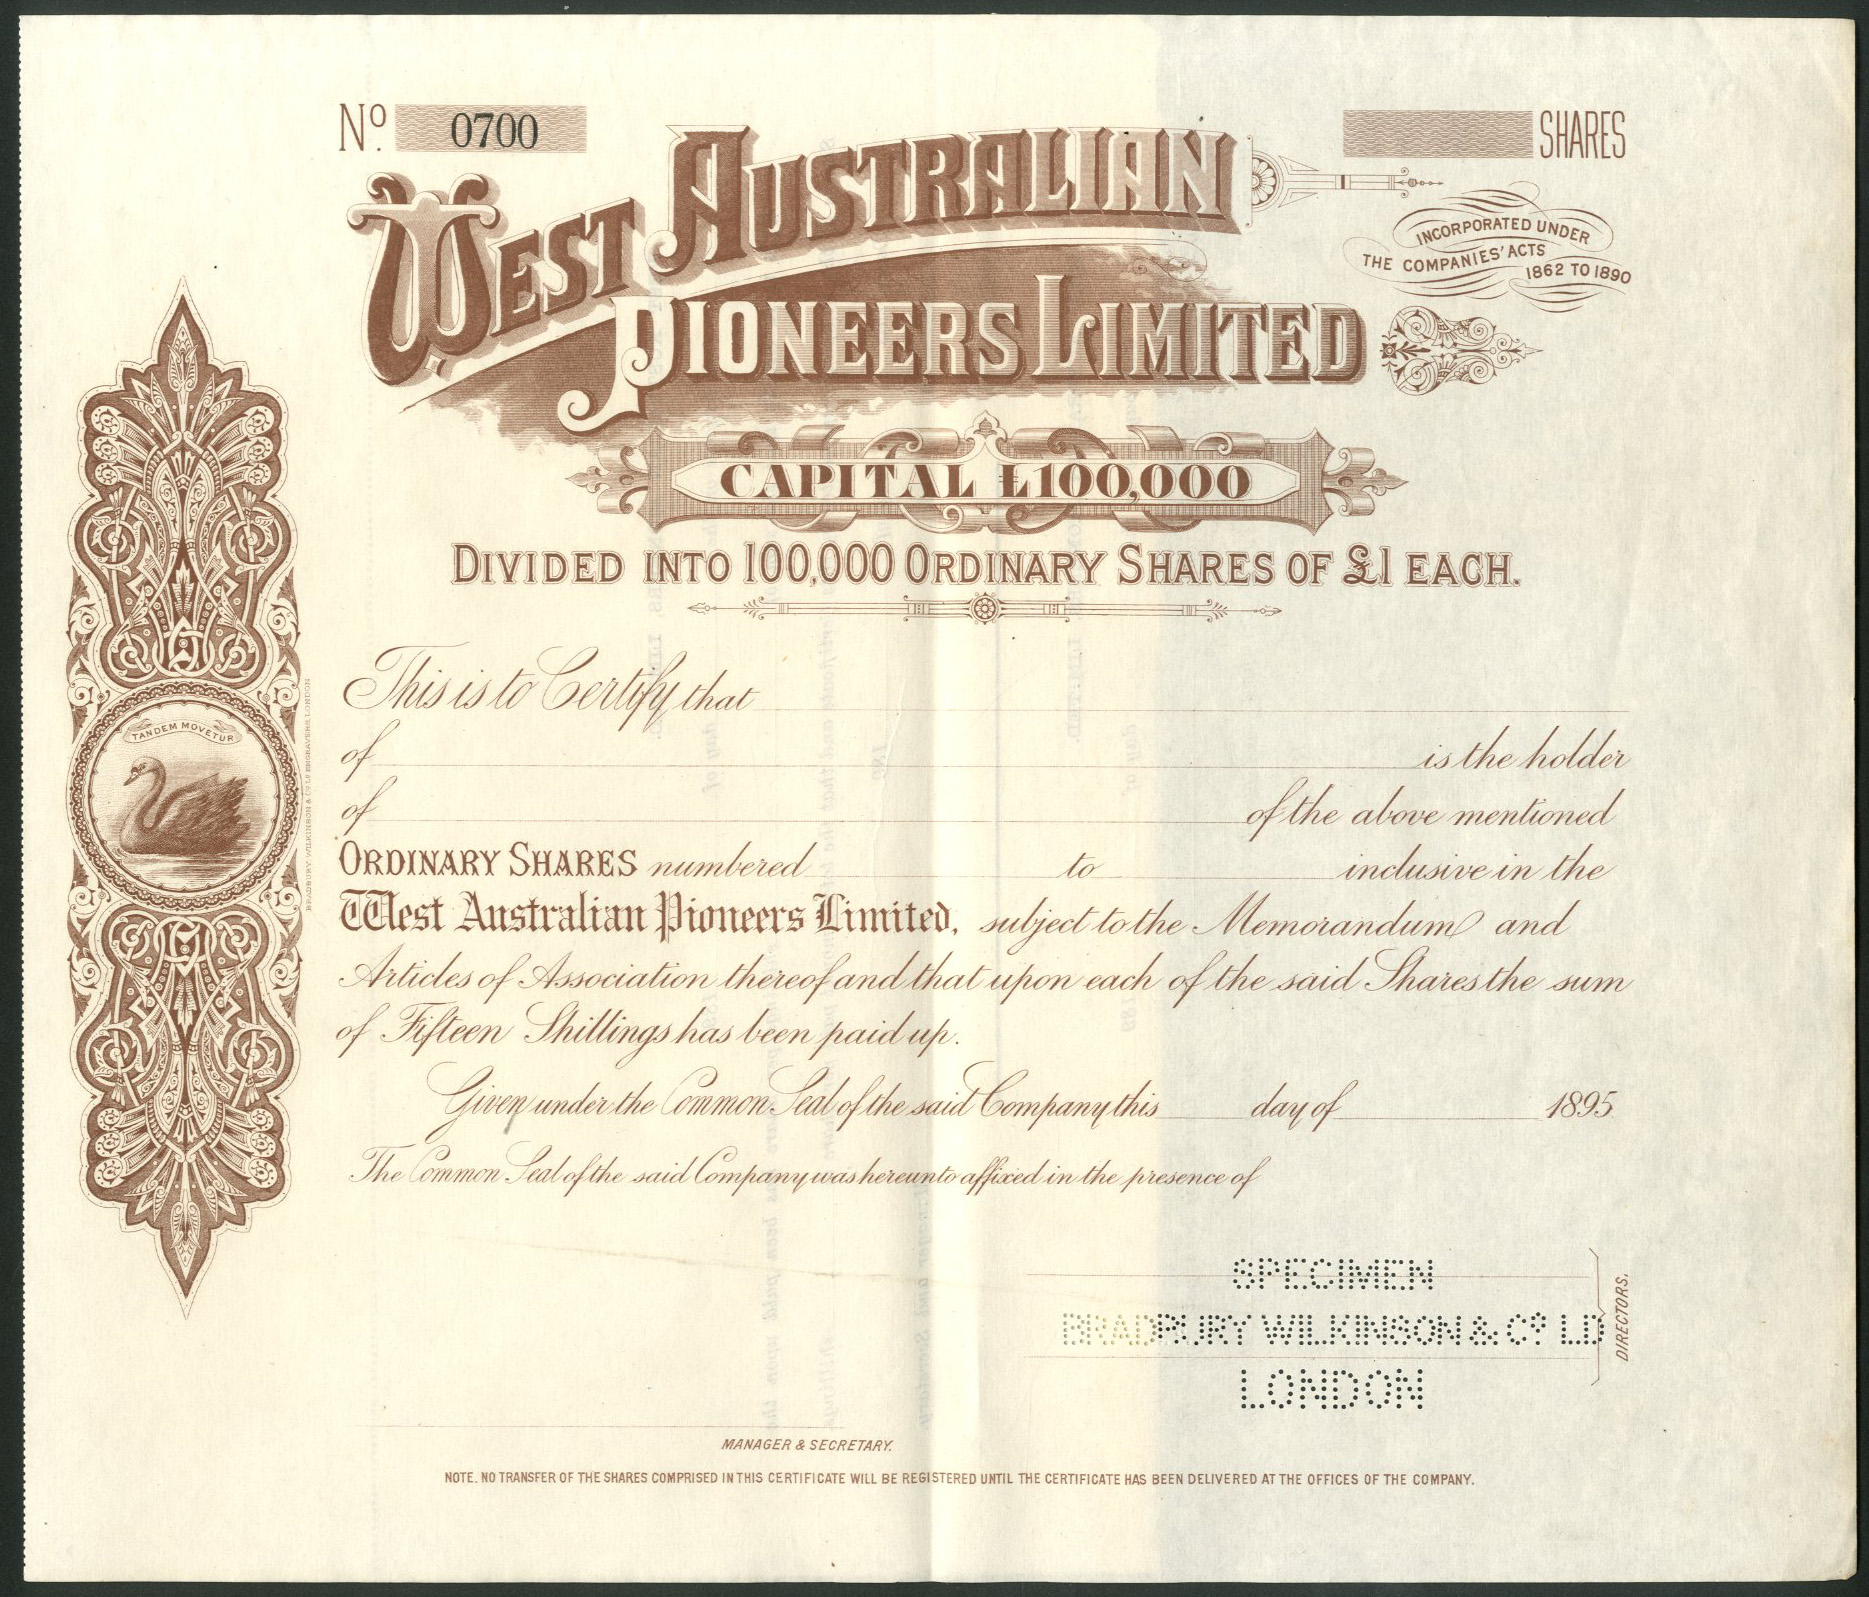 No. 0700
SHARES
WEST AUSTRALIAN
PIONEERS LIMITED
INCORPORATED UNDER
THE COMPANIES' ACTS
1862 TO 1890
CAPITAL £100,000
DIVIDED INTO 100,000 ORDINARY SHARES OF £1 EACH.
This is to Certify that
of is the holder
of of the above mentioned
ORDINARY SHARES numbered to inclusive in the
West Australian Pioneers Limited, subject to the Memorandum and
Articles of Association thereof and that upon each of the said Shares the sum
of Fifteen Shillings has been paid up.
Given under the Common Seal of the said Company this day of 1895
The Common Seal of the said Company was hereunto affixed in the presence of
TANDEM MOVETUR
BRADBURY WILKINSON & Co. LD. ENGRAVERS, LONDON
SPECIMEN
BRADBURY WILKINSON & Co LD
LONDON
DIRECTORS.
MANAGER & SECRETARY.
NOTE. NO TRANSFER OF THE SHARES COMPRISED IN THIS CERTIFICATE WILL BE REGISTERED UNTIL THE CERTIFICATE HAS BEEN DELIVERED AT THE OFFICES OF THE COMPANY.